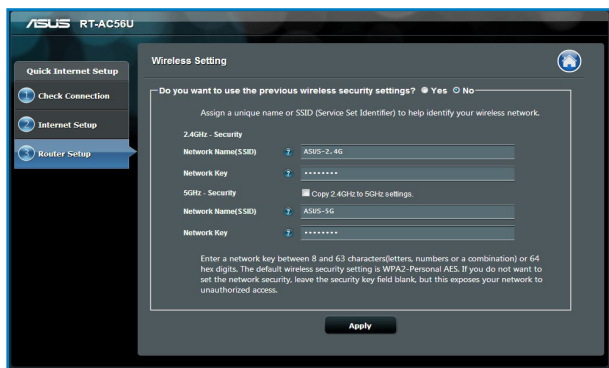 ASUS RT-AC56U
Quick Internet Setup
1 Check Connection
2 Internet Setup
3 Router Setup
Wireless Setting
Do you want to use the previous wireless security settings? Yes No
Assign a unique name or SSID (Service Set Identifier) to help identify your wireless network.
2.4GHz - Security
Network Name(SSID) ? ASUS-2.4G
Network Key ? ••••••••
5GHz - Security Copy 2.4GHz to 5GHz settings.
Network Name(SSID) ? ASUS-5G
Network Key ? ••••••••
Enter a network key between 8 and 63 characters(letters, numbers or a combination) or 64
hex digits. The default wireless security setting is WPA2-Personal AES. If you do not want to
set the network security, leave the security key field blank, but this exposes your network to
unauthorized access.
Apply